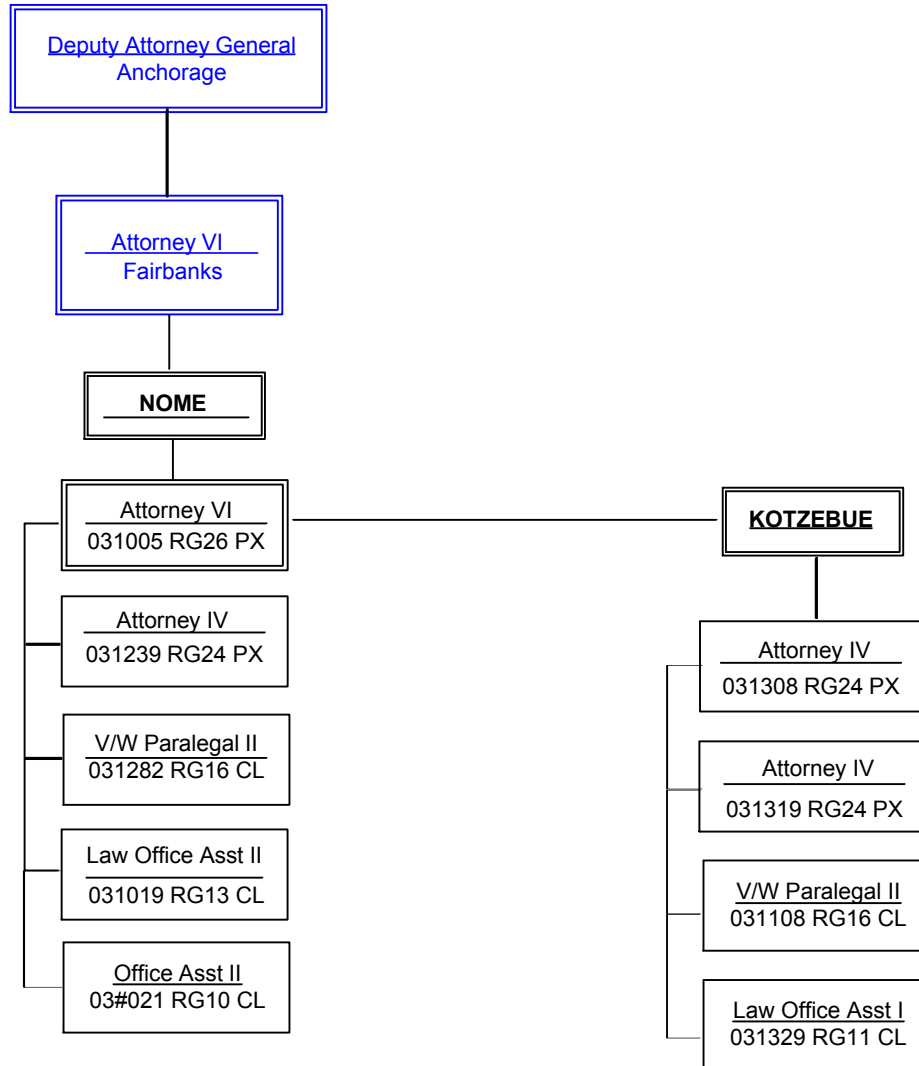 Deputy Attorney General
Anchorage
Attorney VI
Fairbanks
NOME
Attorney VI
031005 RG26 PX
Attorney IV
031239 RG24 PX
V/W Paralegal II
031282 RG16 CL
Law Office Asst II
031019 RG13 CL
Office Asst II
03#021 RG10 CL
KOTZEBUE
Attorney IV
031308 RG24 PX
Attorney IV
031319 RG24 PX
V/W Paralegal II
031108 RG16 CL
Law Office Asst I
031329 RG11 CL